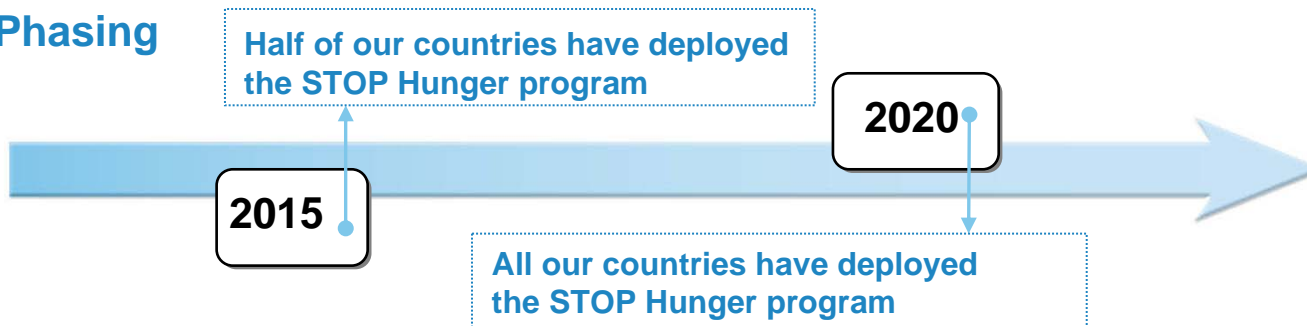 Phasing
Half of our countries have deployed
the STOP Hunger program
2020
2015
All our countries have deployed
the STOP Hunger program